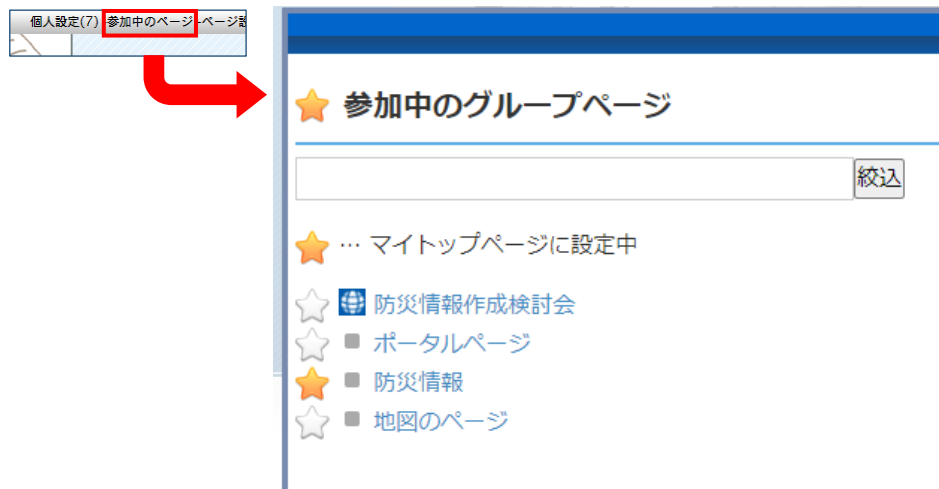 個人設定(7) 参加中のページ ページ設
参加中のグループページ
絞込
… マイトップページに設定中
防災情報作成検討会
ポータルページ
防災情報
地図のページ